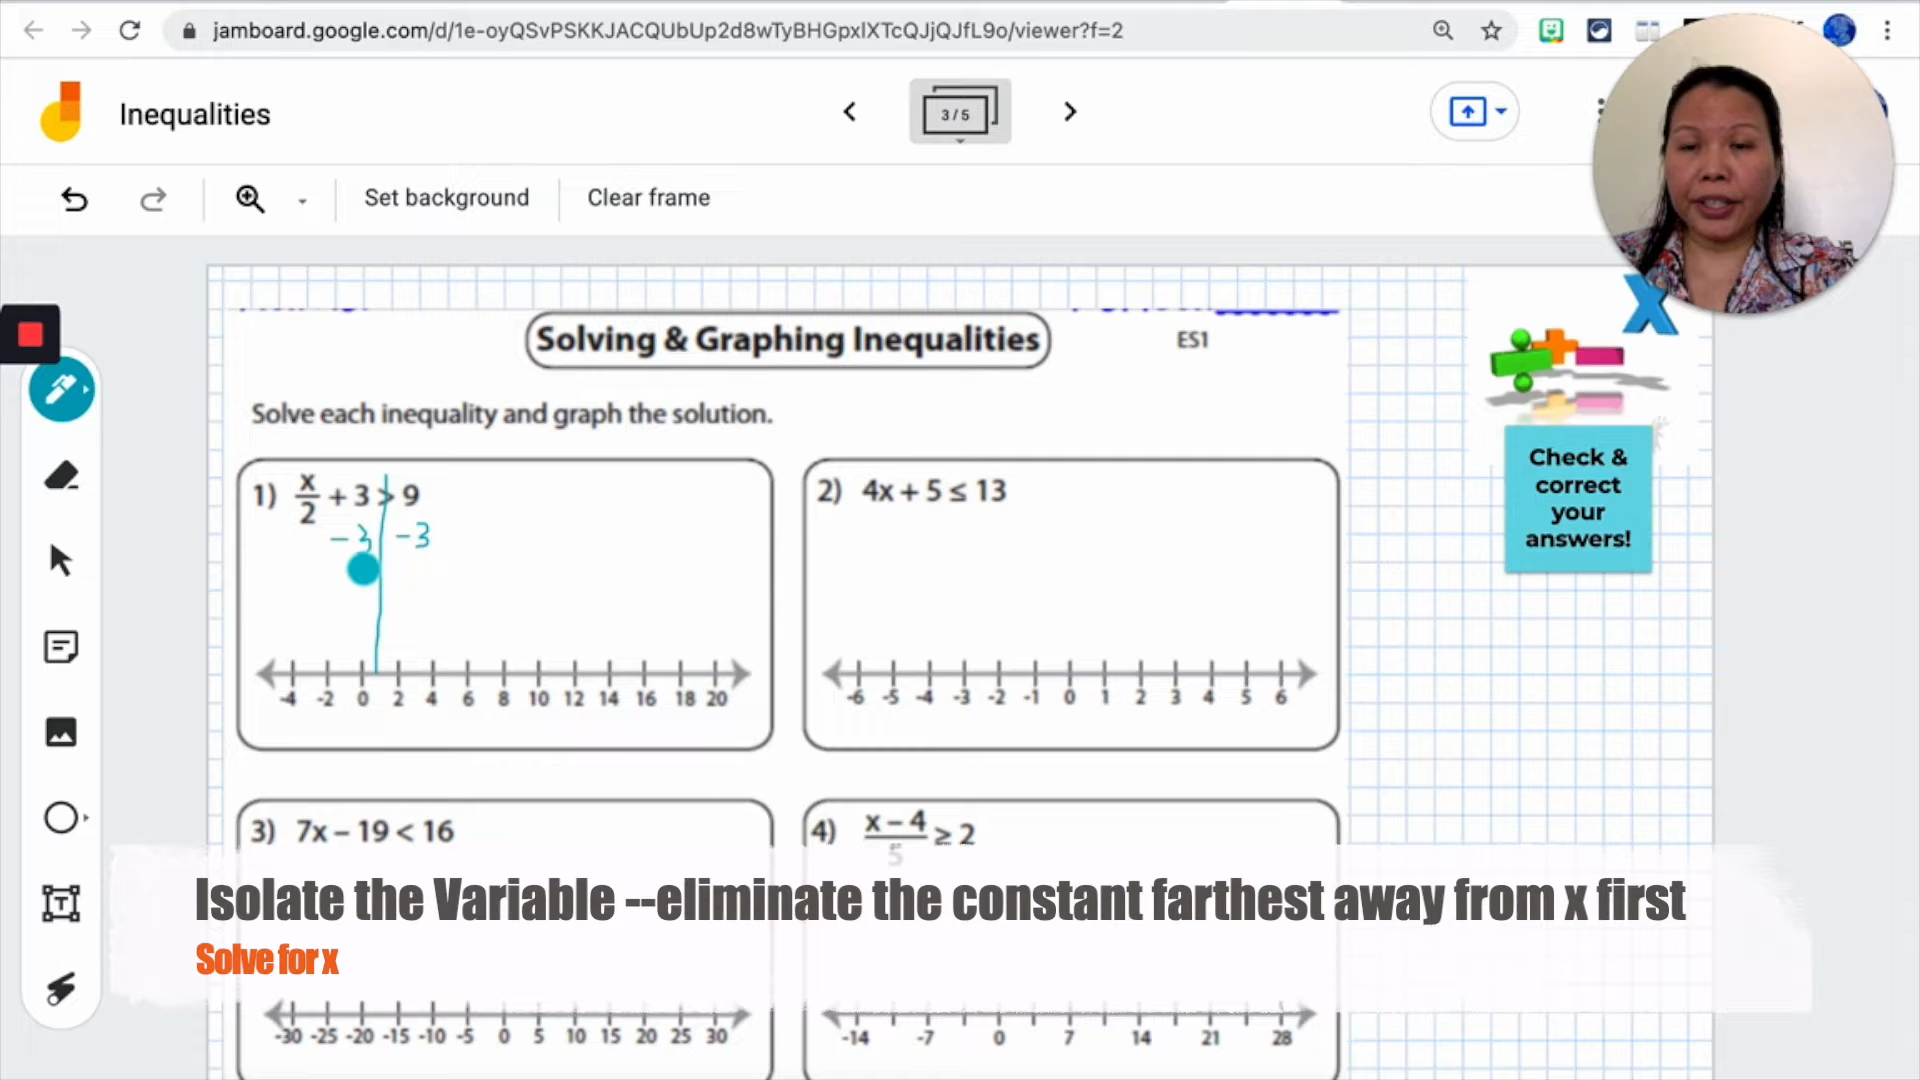 jamboard.google.com/d/1e-oyQSvPSKKJACQUbUp2d8wTyBHGpxlXTcQJjQJfL9o/viewer?f=2
Inequalities
3 / 5
Set background
Clear frame
Solving & Graphing Inequalities
ES1
Solve each inequality and graph the solution.
Check &
correct
your
answers!
1) x/2 + 3 > 9
-3 -3
-4 -2 0 2 4 6 8 10 12 14 16 18 20
2) 4x + 5 ≤ 13
-6 -5 -4 -3 -2 -1 0 1 2 3 4 5 6
3) 7x – 19 < 16
4) x – 4/5 ≥ 2
Isolate the Variable --eliminate the constant farthest away from x first
Solve for x
-30 -25 -20 -15 -10 -5 0 5 10 15 20 25 30
-14 -7 0 7 14 21 28